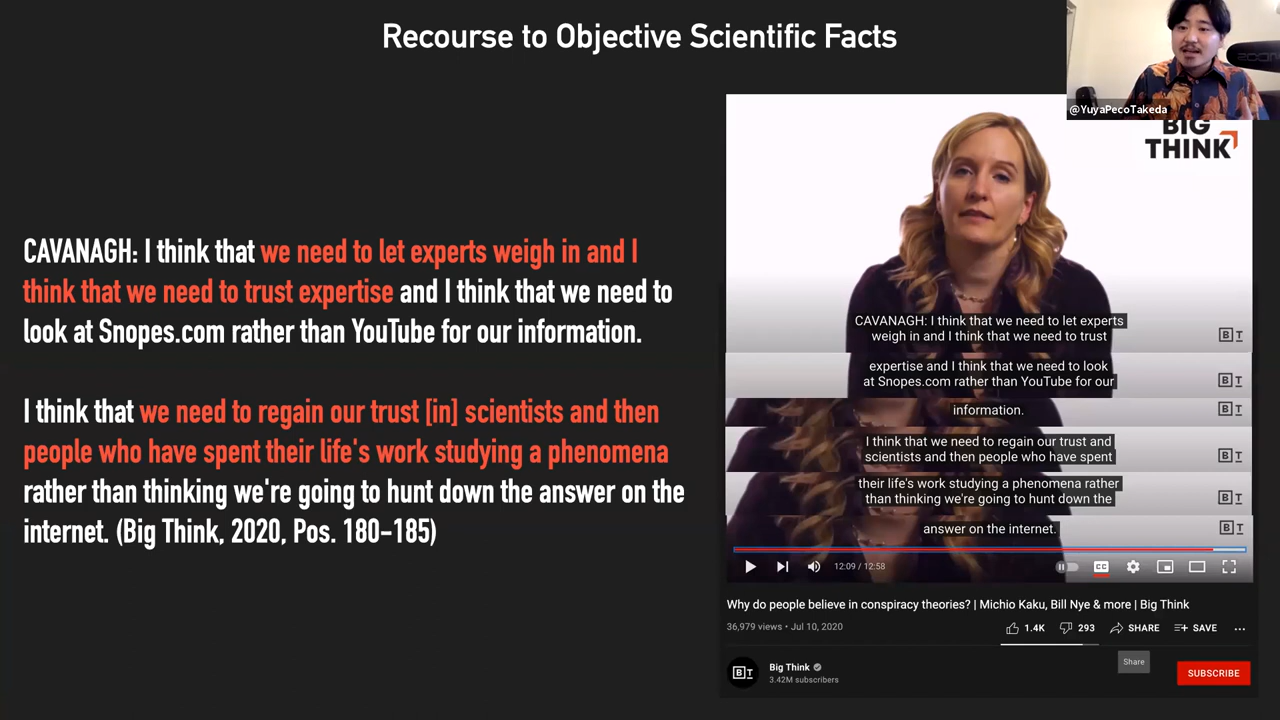 Recourse to Objective Scientific Facts
@YuyaPecoTakeda
BIG
THINK
CAVANAGH: I think that we need to let experts weigh in and I
think that we need to trust expertise and I think that we need to
look at Snopes.com rather than YouTube for our information.
I think that we need to regain our trust [in] scientists and then
people who have spent their life's work studying a phenomena
rather than thinking we're going to hunt down the answer on the
internet. (Big Think, 2020, Pos. 180-185)
CAVANAGH: I think that we need to let experts
weigh in and I think that we need to trust
BT
expertise and I think that we need to look
at Snopes.com rather than YouTube for our
BT
information.
BT
I think that we need to regain our trust and
scientists and then people who have spent
BT
their life's work studying a phenomena rather
than thinking we're going to hunt down the
BT
answer on the internet.
BT
12:09 / 12:58
CC
Why do people believe in conspiracy theories? | Michio Kaku, Bill Nye & more | Big Think
36,979 views • Jul 10, 2020
1.4K
293
SHARE
SAVE
Share
BT
Big Think
3.42M subscribers
SUBSCRIBE